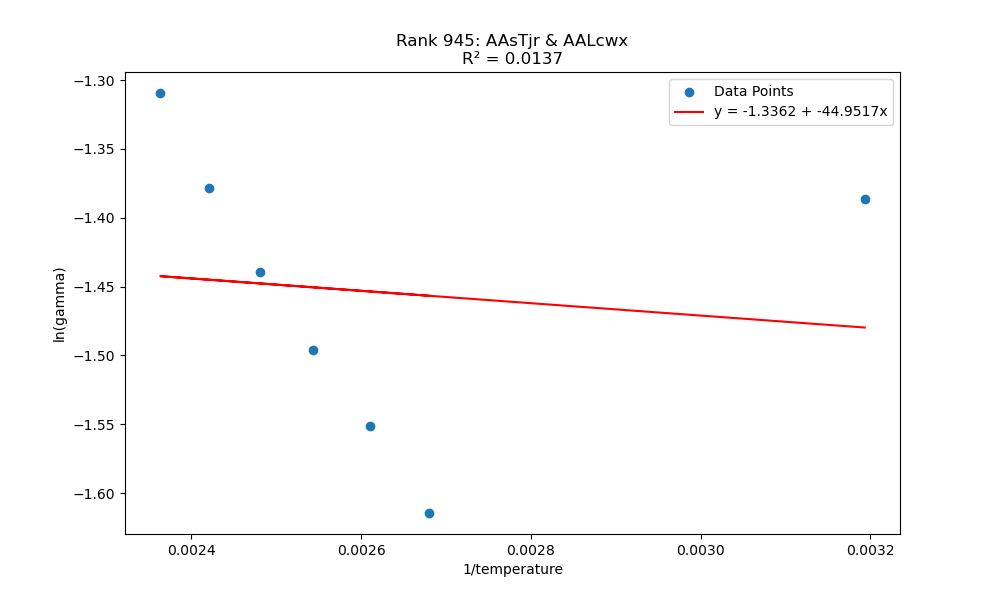 Rank 945: AAsTjr & AALcwx
R² = 0.0137
Data Points
y = -1.3362 + -44.9517x
ln(gamma)
−1.30
−1.35
−1.40
−1.45
−1.50
−1.55
−1.60
0.0024 0.0026 0.0028 0.0030 0.0032
1/temperature